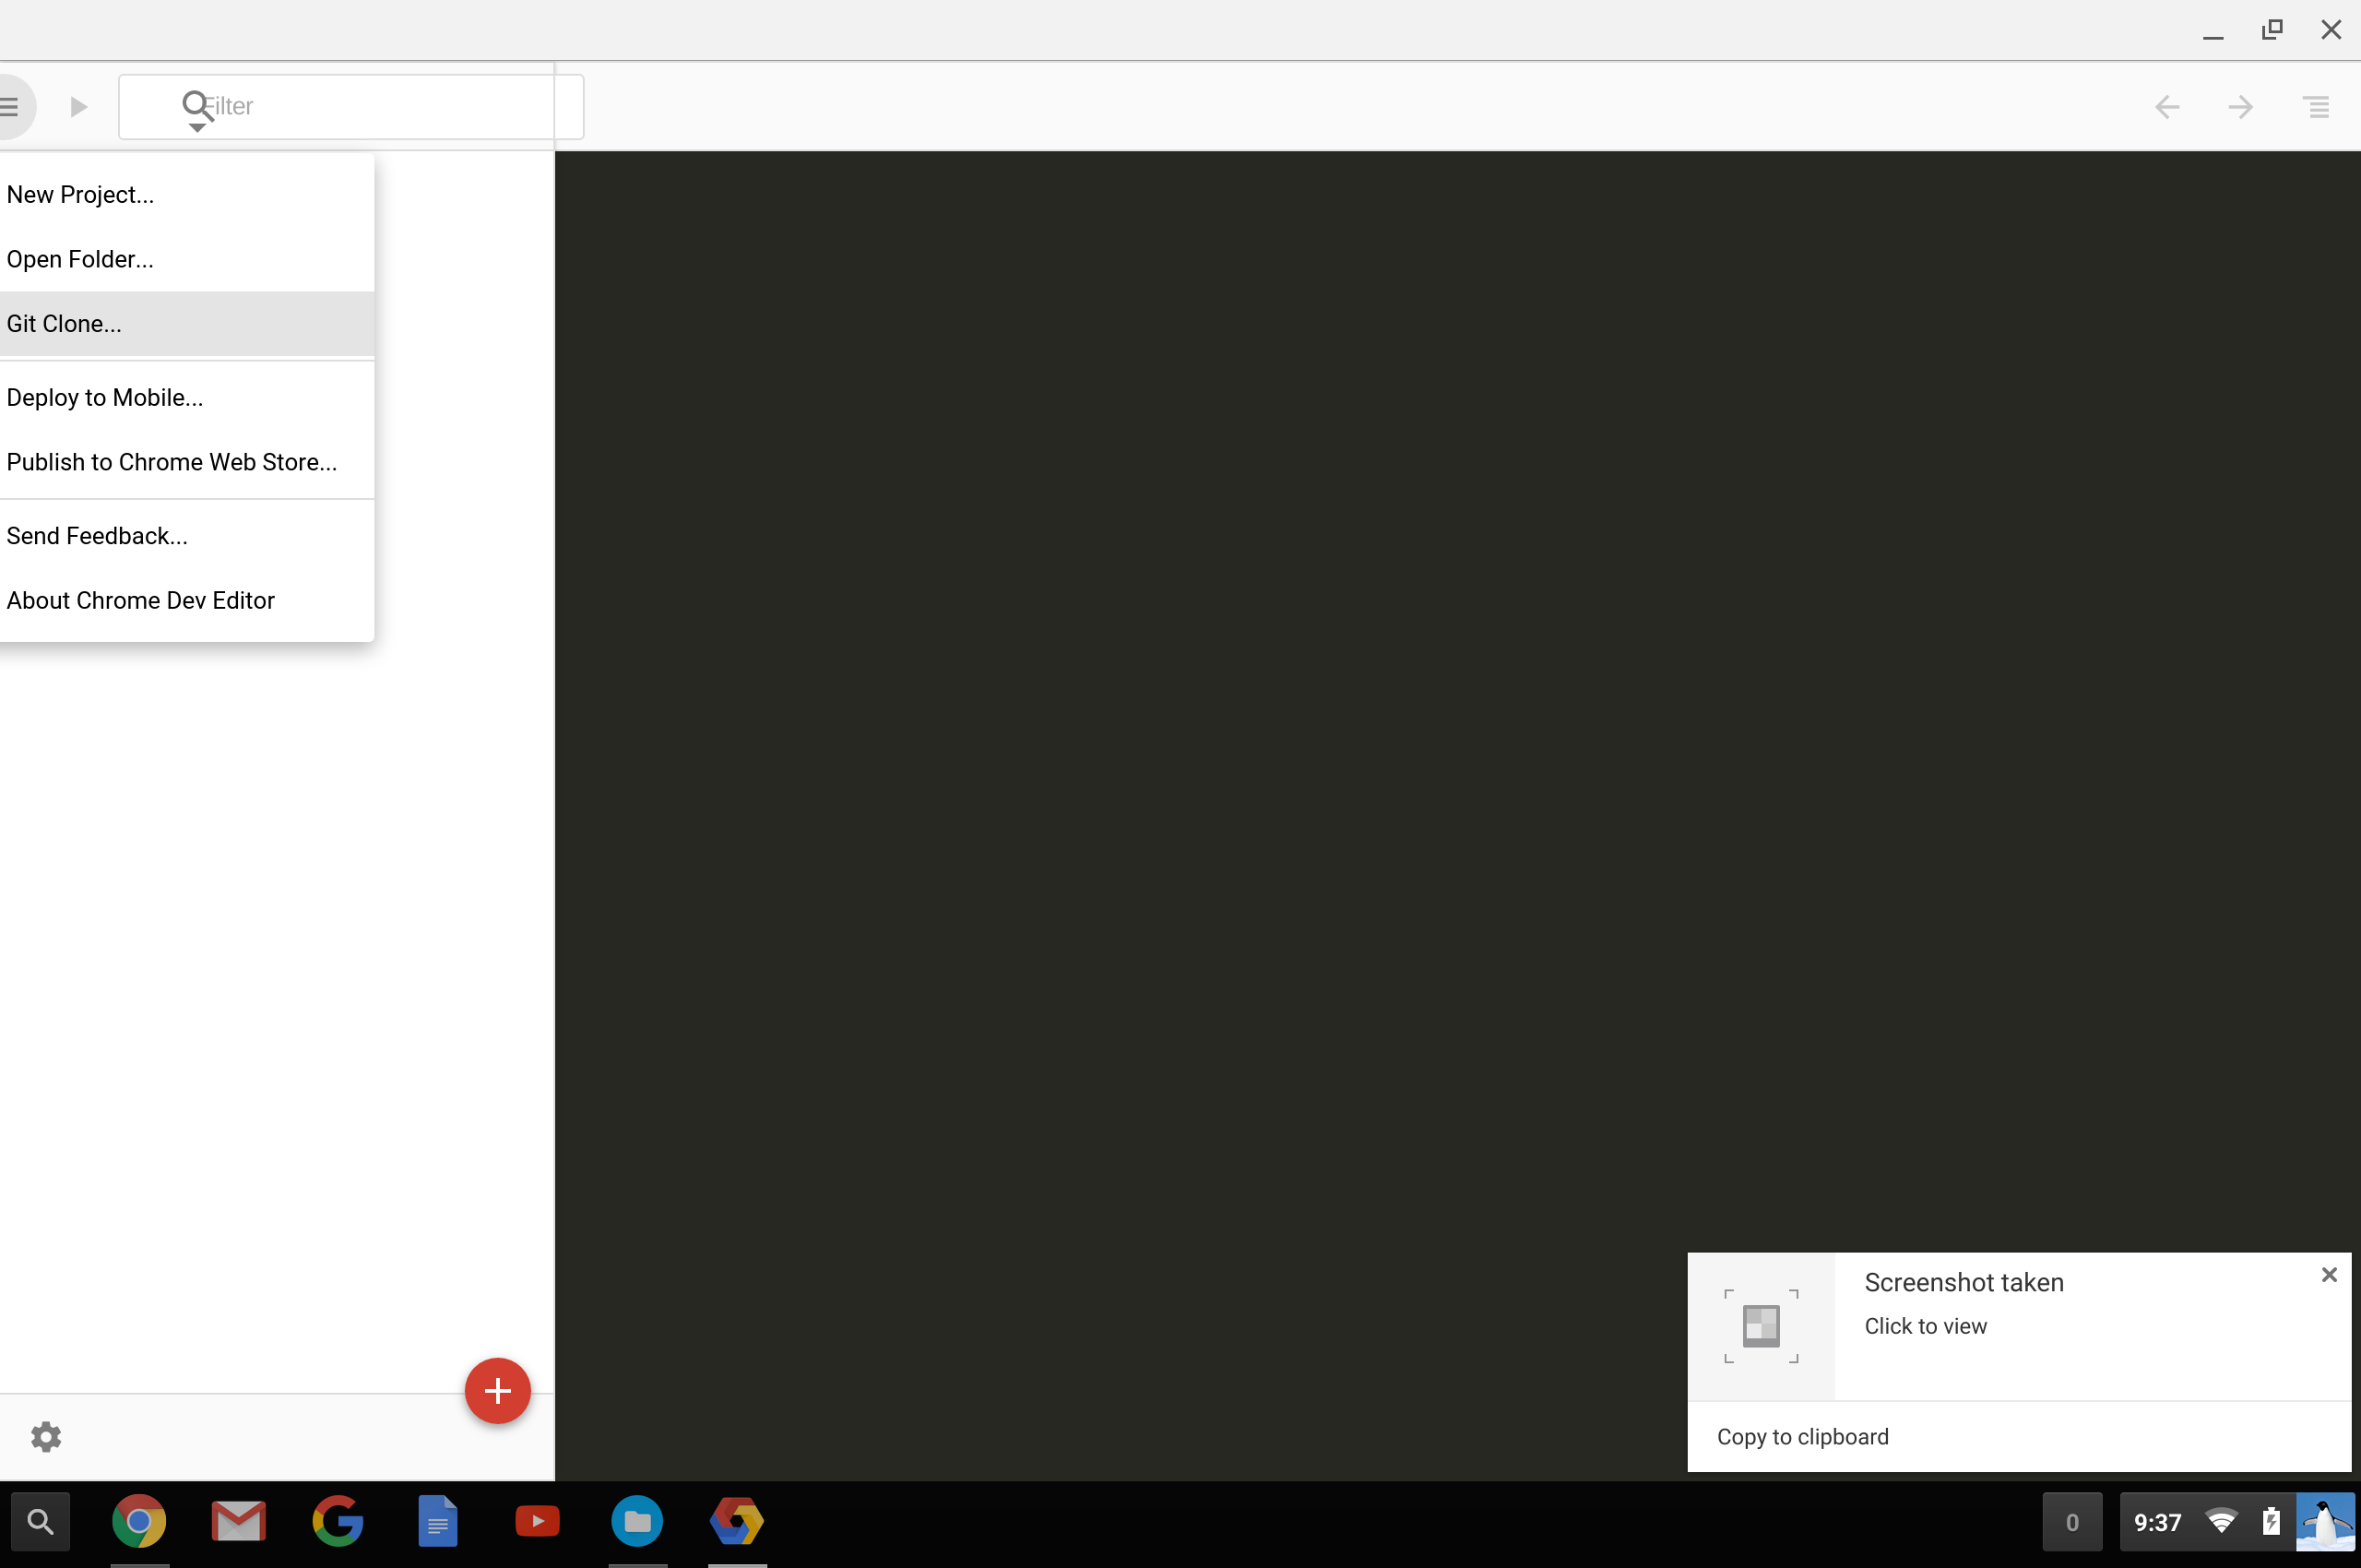 Filter
New Project...
Open Folder...
Git Clone...
Deploy to Mobile...
Publish to Chrome Web Store...
Send Feedback...
About Chrome Dev Editor
Screenshot taken
Click to view
Copy to clipboard
0
9:37